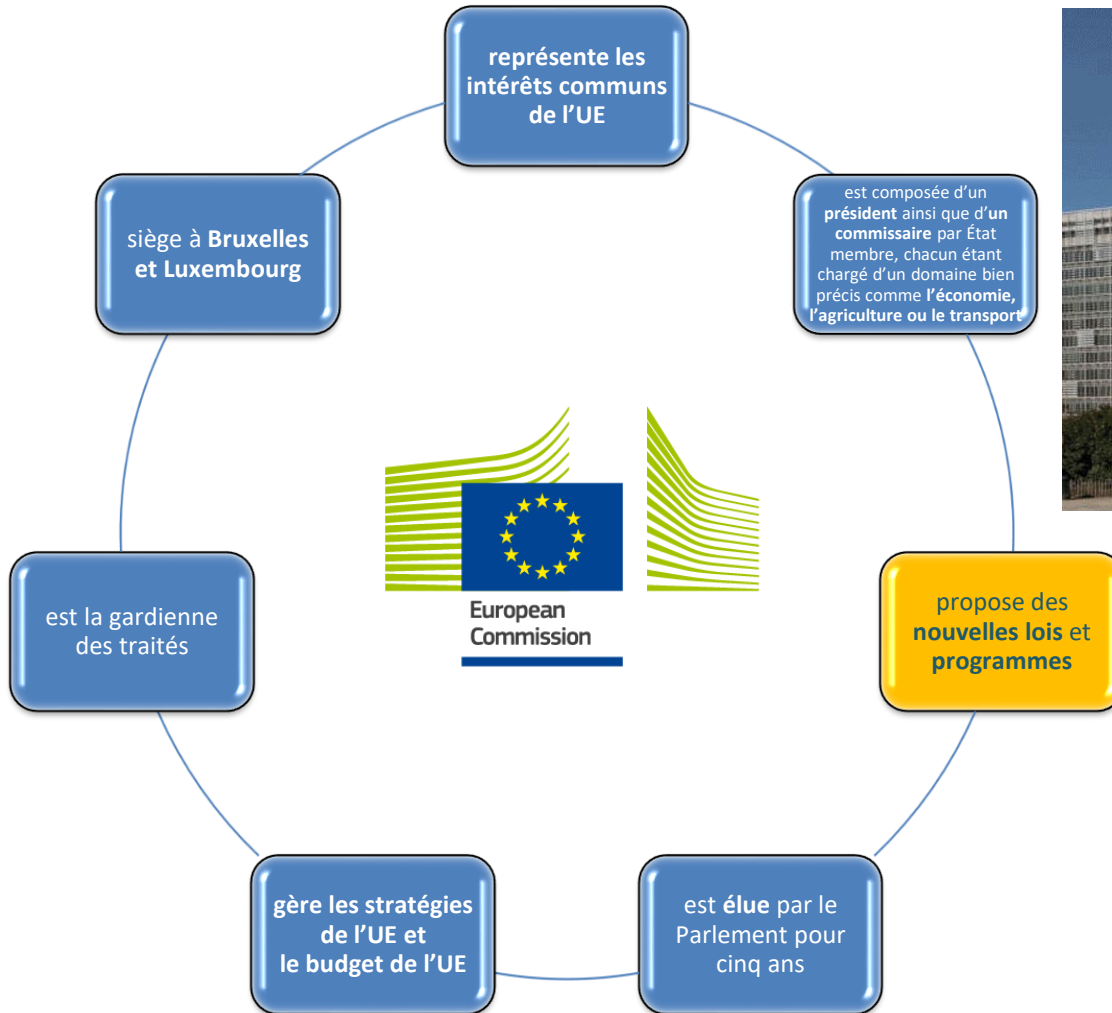 représente les
intérêts communs
de l'UE
est composée d'un
président ainsi que d'un
commissaire par État
membre, chacun étant
chargé d'un domaine bien
précis comme l'économie,
l'agriculture ou le transport
propose des
nouvelles lois et
programmes
est élue par le
Parlement pour
cinq ans
gère les stratégies
de l'UE et
le budget de l'UE
est la gardienne
des traités
siège à Bruxelles
et Luxembourg
European
Commission